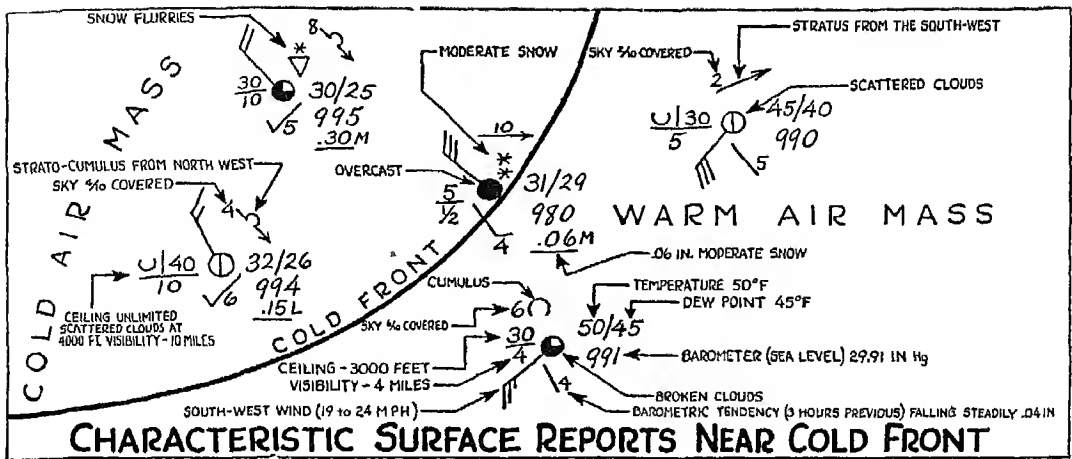 SNOW FLURRIES
8
30/10
30/25
√5
995
.30M
MODERATE SNOW
10
**
OVERCAST
5/½
31/29
4
980
.06M
.06 IN. MODERATE SNOW
STRATUS FROM THE SOUTH-WEST
SKY 2/10 COVERED
2
SCATTERED CLOUDS
U/30
5
45/40
990
5
STRATO-CUMULUS FROM NORTH WEST
SKY 4/10 COVERED
4
U/40
10
32/26
√6
994
.15L
CEILING UNLIMITED
SCATTERED CLOUDS AT
4000 FT. VISIBILITY - 10 MILES
COLD AIR MASS
COLD FRONT
WARM AIR MASS
CUMULUS
6
SKY 6/10 COVERED
TEMPERATURE 50°F
DEW POINT 45°F
30/4
50/45
991
CEILING - 3000 FEET
VISIBILITY - 4 MILES
BAROMETER (SEA LEVEL) 29.91 IN Hg
BROKEN CLOUDS
4
SOUTH-WEST WIND (19 to 24 MPH)
BAROMETRIC TENDENCY (3 HOURS PREVIOUS) FALLING STEADILY .04 IN
CHARACTERISTIC SURFACE REPORTS NEAR COLD FRONT